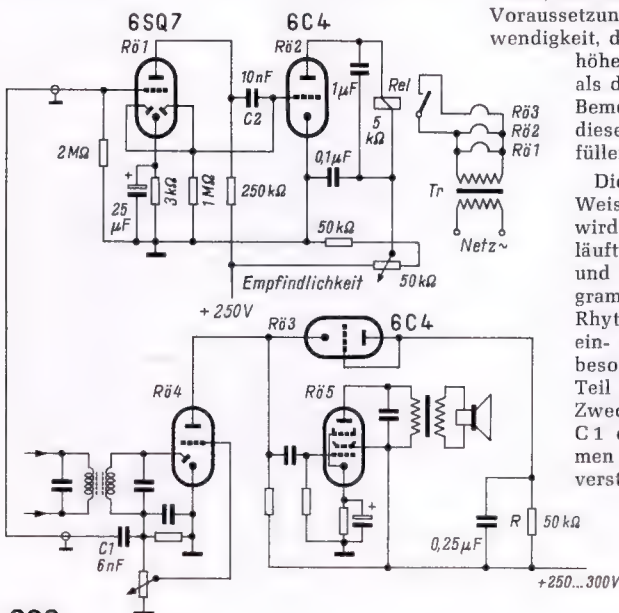 6SQ7
6C4
Rö1
Rö2
10nF
C2
1µF
Rel
5
kΩ
2MΩ
+
25
µF
3kΩ
1MΩ
250kΩ
0,1µF
50kΩ
Empfindlichkeit
50kΩ
+250V
Rö3
Rö2
Rö1
Tr
Netz~
Voraussetzun
wendigkeit, d
höhe
als d
Beme
diese
füller
Die
Weis
wird
läuft
und
gram
Rhyt
ein-
beso
Teil
Zwec
C1
men
verst
Rö3
6C4
Rö4
Rö5
+
C1
6nF
0,25µF
R
50kΩ
+250...300V